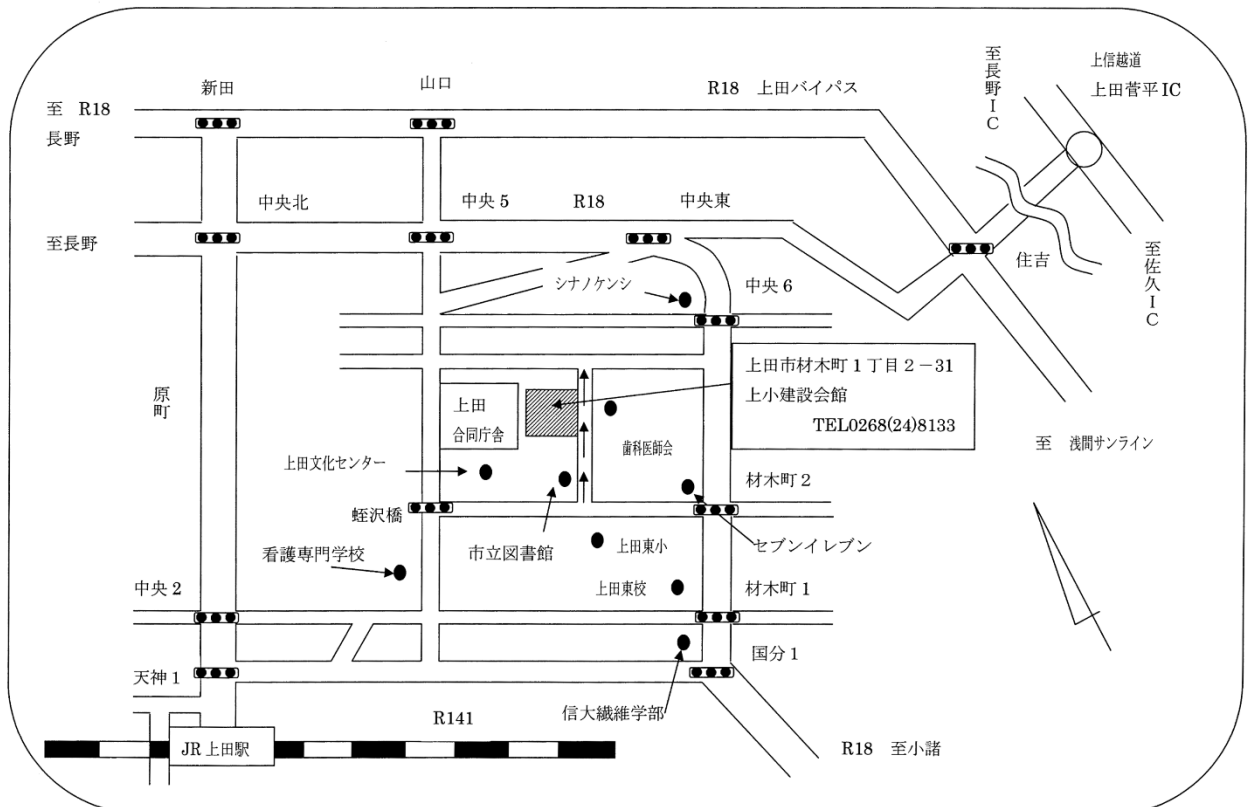 新田
山口
R18 上田バイパス
至 R18
長野
至長野IC
上信越道
上田菅平IC
中央北
中央5
R18
中央東
至長野
住吉
至佐久IC
シナノケンシ
中央6
原町
上田市材木町1丁目2−31
上小建設会館
TEL0268(24)8133
上田
合同庁舎
歯科医師会
至 浅間サンライン
上田文化センター
材木町2
蛭沢橋
看護専門学校
市立図書館
上田東小
セブンイレブン
中央2
上田東校
材木町1
天神1
国分1
R141
信大繊維学部
JR上田駅
R18 至小諸